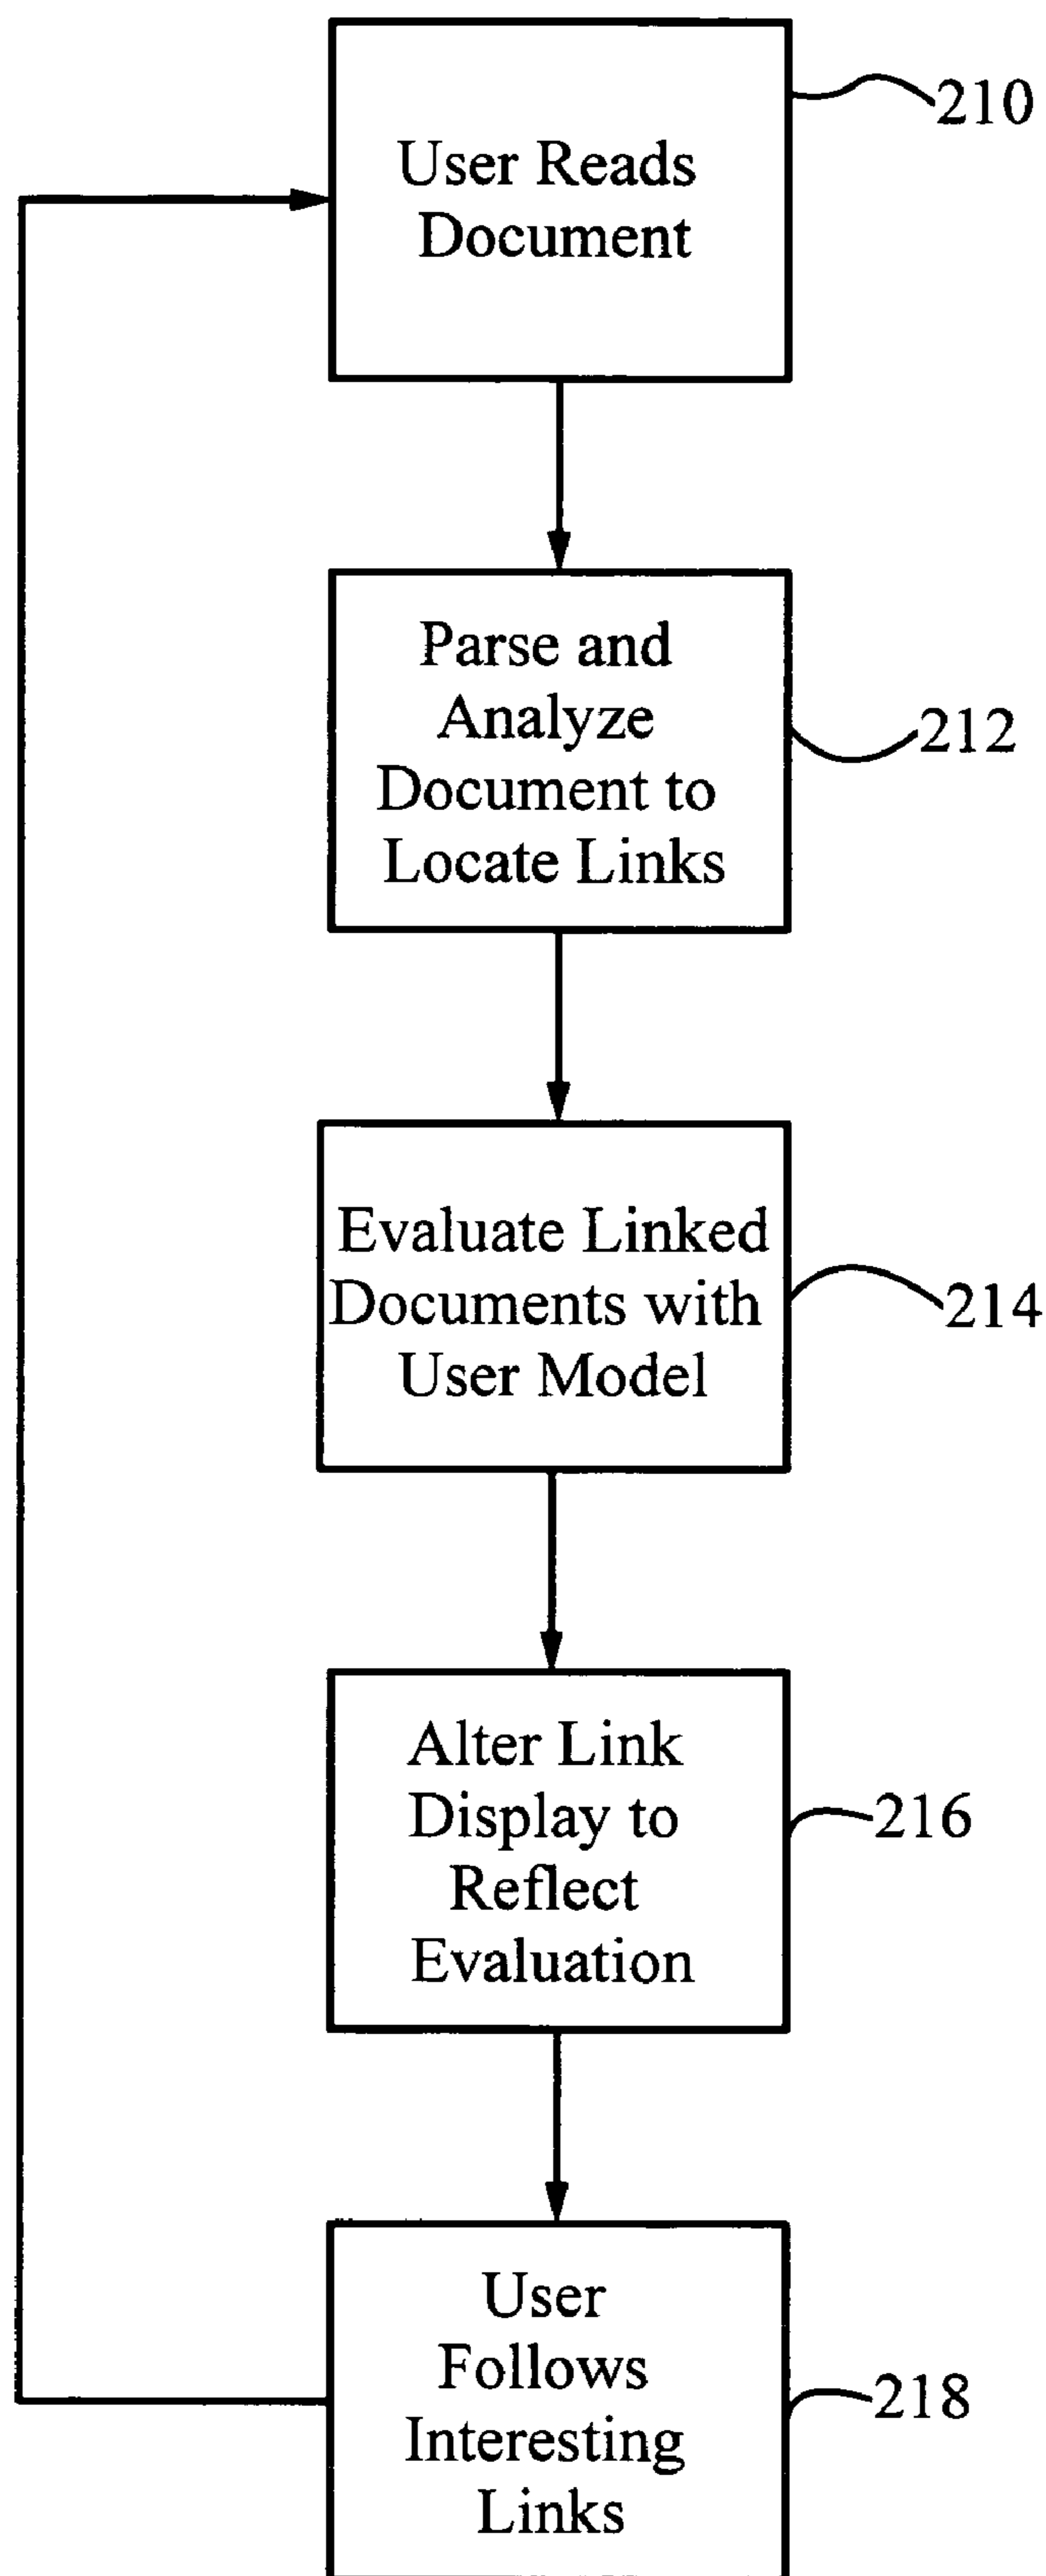 User Reads
Document
210
Parse and
Analyze
Document to
Locate Links
212
Evaluate Linked
Documents with
User Model
214
Alter Link
Display to
Reflect
Evaluation
216
User
Follows
Interesting
Links
218